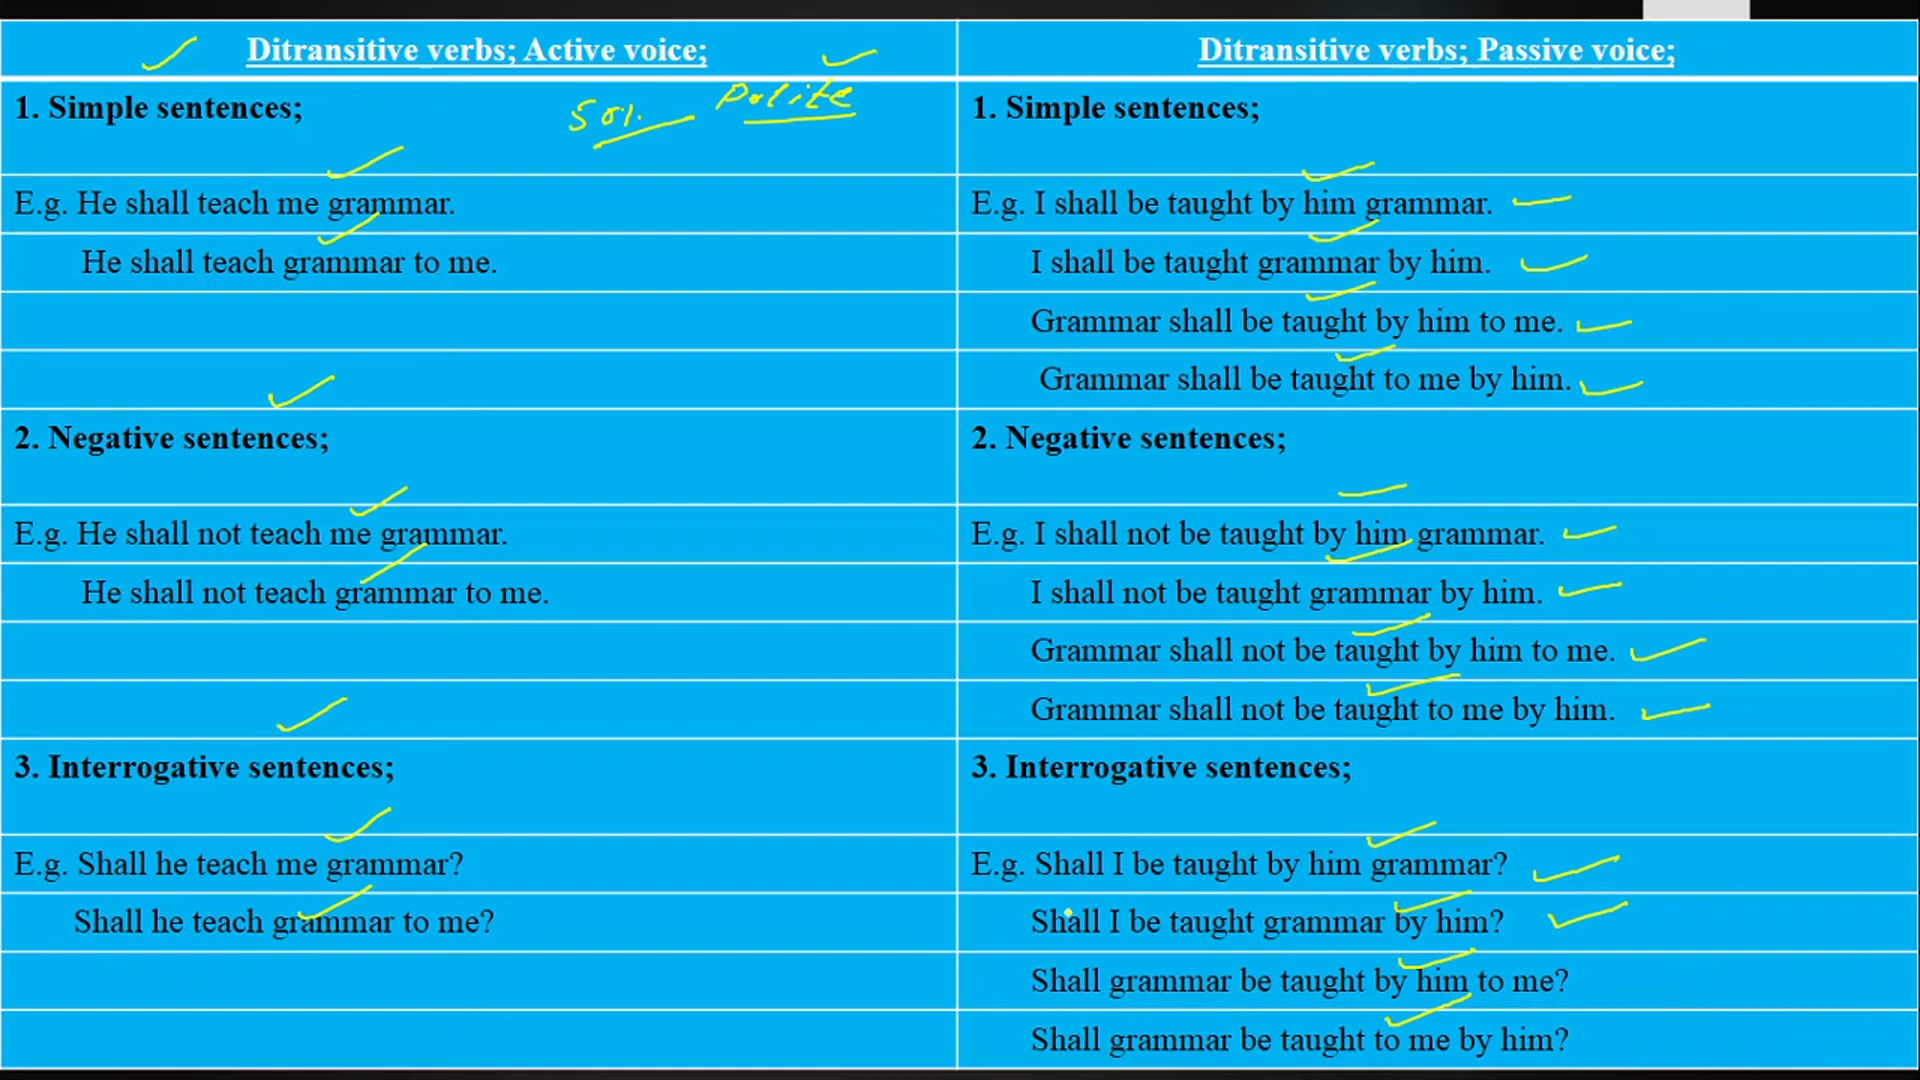 Ditransitive verbs; Active voice;
Ditransitive verbs; Passive voice;
1. Simple sentences;
50%
Polite
1. Simple sentences;
E.g. He shall teach me grammar.
E.g. I shall be taught by him grammar.
He shall teach grammar to me.
I shall be taught grammar by him.
Grammar shall be taught by him to me.
Grammar shall be taught to me by him.
2. Negative sentences;
2. Negative sentences;
E.g. He shall not teach me grammar.
E.g. I shall not be taught by him grammar.
He shall not teach grammar to me.
I shall not be taught grammar by him.
Grammar shall not be taught by him to me.
Grammar shall not be taught to me by him.
3. Interrogative sentences;
3. Interrogative sentences;
E.g. Shall he teach me grammar?
E.g. Shall I be taught by him grammar?
Shall he teach grammar to me?
Shall I be taught grammar by him?
Shall grammar be taught by him to me?
Shall grammar be taught to me by him?